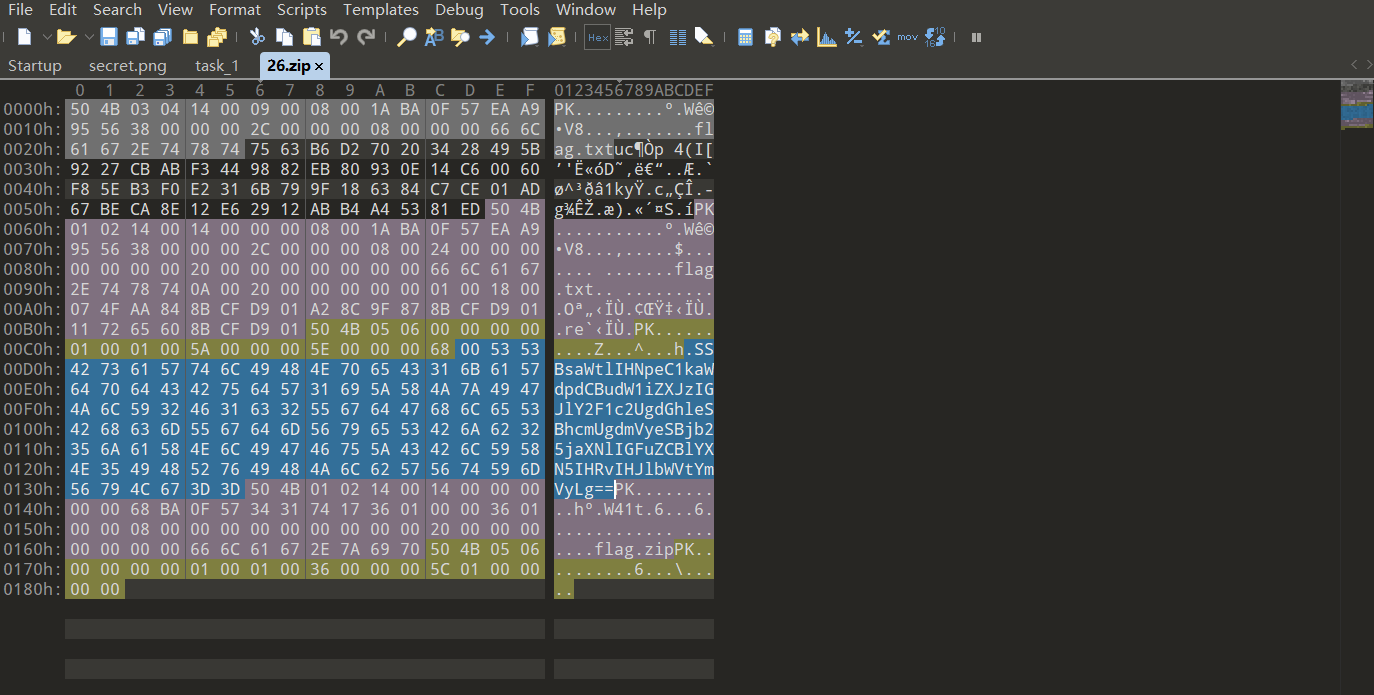 File Edit Search View Format Scripts Templates Debug Tools Window Help
Startup secret.png task_1 26.zip ×
0 1 2 3 4 5 6 7 8 9 A B C D E F 0123456789ABCDEF
0000h: 50 4B 03 04 14 00 09 00 08 00 1A BA 0F 57 EA A9 PK........º.Wê©
0010h: 95 56 38 00 00 00 2C 00 00 00 08 00 00 00 66 6C •V8...,.......fl
0020h: 61 67 2E 74 78 74 75 63 B6 D2 70 20 34 28 49 5B ag.txtuc¶Òp 4(I[
0030h: 92 27 CB AB F3 44 98 82 EB 80 93 0E 14 C6 00 60 ’'Ë«óD˜‚ë€“..Æ.`
0040h: F8 5E B3 F0 E2 31 6B 79 9F 18 63 84 C7 CE 01 AD ø^³ðâ1kyŸ.c„ÇÎ.-
0050h: 67 BE CA 8E 12 E6 29 12 AB B4 A4 53 81 ED 50 4B g¾ÊŽ.æ).«´¤S.íPK
0060h: 01 02 14 00 14 00 00 00 08 00 1A BA 0F 57 EA A9 ...........º.Wê©
0070h: 95 56 38 00 00 00 2C 00 00 00 08 00 24 00 00 00 •V8...,.....$...
0080h: 00 00 00 00 20 00 00 00 00 00 00 00 66 6C 61 67 .... .......flag
0090h: 2E 74 78 74 0A 00 20 00 00 00 00 00 01 00 18 00 .txt.. .........
00A0h: 07 4F AA 84 8B CF D9 01 A2 8C 9F 87 8B CF D9 01 .Oª„‹ÏÙ.¢ŒŸ‡‹ÏÙ.
00B0h: 11 72 65 60 8B CF D9 01 50 4B 05 06 00 00 00 00 .re`‹ÏÙ.PK......
00C0h: 01 00 01 00 5A 00 00 00 5E 00 00 00 68 00 53 53 ....Z...^...h.SS
00D0h: 42 73 61 57 74 6C 49 48 4E 70 65 43 31 6B 61 57 BsaWtlIHNpeC1kaW
00E0h: 64 70 64 43 42 75 64 57 31 69 5A 58 4A 7A 49 47 dpdCBudW1iZXJzIG
00F0h: 4A 6C 59 32 46 31 63 32 55 67 64 47 68 6C 65 53 JlY2F1c2UgdGhleS
0100h: 42 68 63 6D 55 67 64 6D 56 79 65 53 42 6A 62 32 BhcmUgdmVyeSBjb2
0110h: 35 6A 61 58 4E 6C 49 47 46 75 5A 43 42 6C 59 58 5jaXNlIGFuZCBlYX
0120h: 4E 35 49 48 52 76 49 48 4A 6C 62 57 56 74 59 6D N5IHRvIHJlbWVtYm
0130h: 56 79 4C 67 3D 3D 50 4B 01 02 14 00 14 00 00 00 VyLg==PK........
0140h: 00 00 68 BA 0F 57 34 31 74 17 36 01 00 00 36 01 ..hº.W41t.6...6.
0150h: 00 00 08 00 00 00 00 00 00 00 00 00 20 00 00 00 ............ ...
0160h: 00 00 00 00 66 6C 61 67 2E 7A 69 70 50 4B 05 06 ....flag.zipPK..
0170h: 00 00 00 00 01 00 01 00 36 00 00 00 5C 01 00 00 ........6...\...
0180h: 00 00 ..